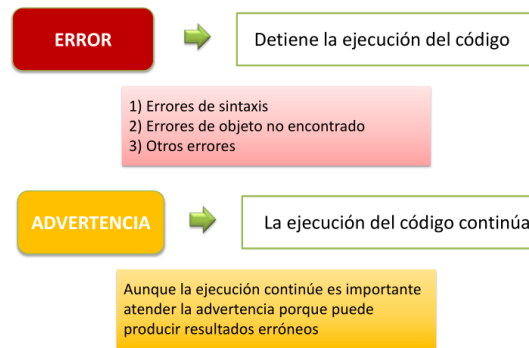 ERROR
Detiene la ejecución del código
1) Errores de sintaxis
2) Errores de objeto no encontrado
3) Otros errores
ADVERTENCIA
La ejecución del código continúa
Aunque la ejecución continúe es importante
atender la advertencia porque puede
producir resultados erróneos